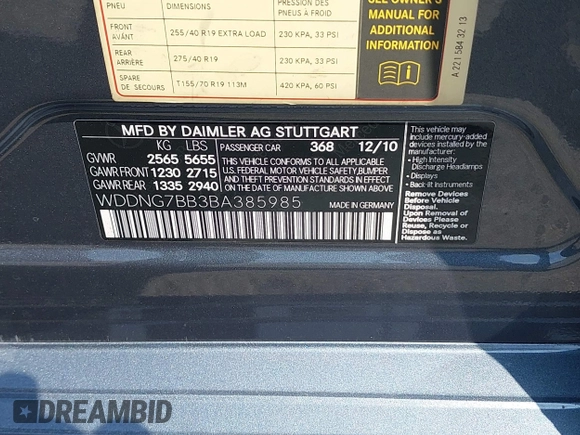 PNEU DIMENSIONS PRESSION DES PNEUS À FROID
FRONT AVANT 255/40 R19 EXTRA LOAD 230 KPA, 33 PSI
REAR ARRIÈRE 275/40 R19 230 KPA, 33 PSI
SPARE DE SECOURS T155/70 R19 113M 420 KPA, 60 PSI
SEE OWNER'S
MANUAL FOR
ADDITIONAL
INFORMATION
A 221 584 32 13
MFD BY DAIMLER AG STUTTGART
KG LBS PASSENGER CAR 368 12/10
GVWR 2565 5655
GAWR FRONT 1230 2715
GAWR REAR 1335 2940
THIS VEHICLE CONFORMS TO ALL APPLICABLE
U.S. FEDERAL MOTOR VEHICLE SAFETY, BUMPER
AND THEFT PREVENTION STANDARDS IN EFFECT
ON THE DATE OF MANUFACTURE SHOWN ABOVE.
WDDNG7BB3BA385985 MADE IN GERMANY
This vehicle may
include mercury-added
devices installed by the
manufacturer:
• High Intensity
Discharge Headlamps
• Displays
• Back-lit Instruments
Remove Devices
Before Vehicle
Disposal.
Upon Removal of
Devices Please
Reuse, Recycle or
Dispose as
Hazardous Waste.
DREAMBID